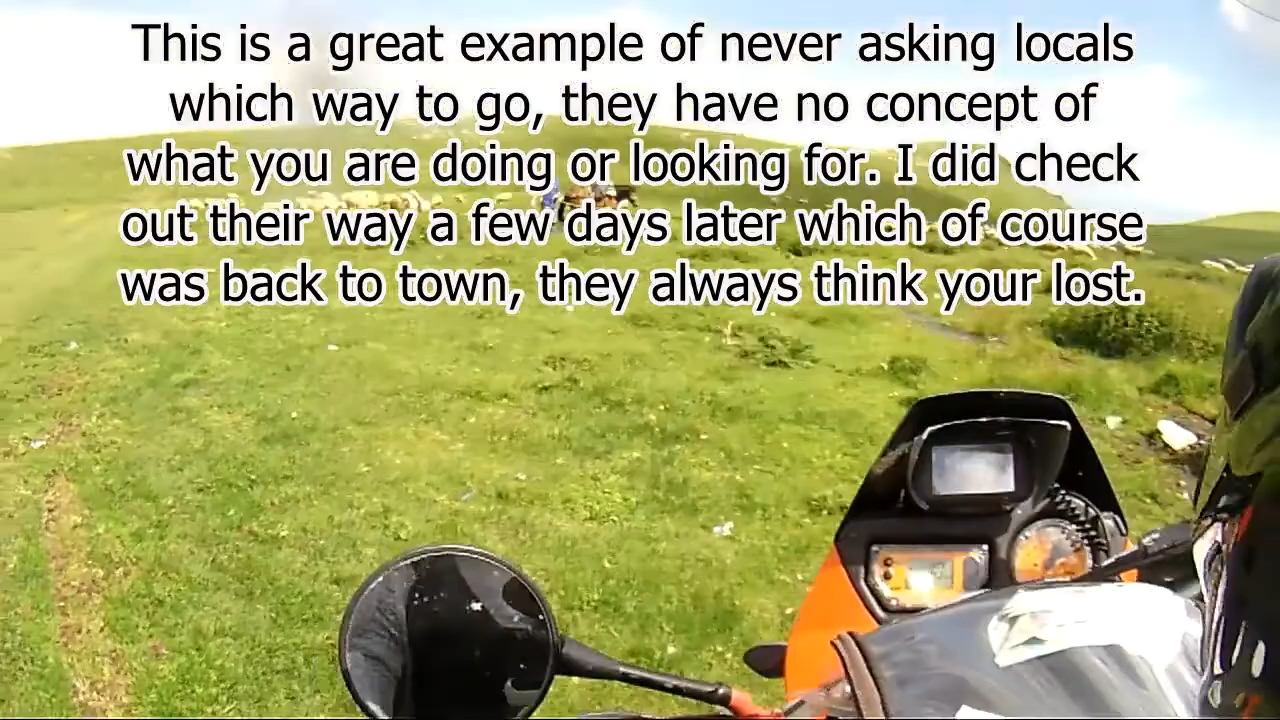 This is a great example of never asking locals
which way to go, they have no concept of
what you are doing or looking for. I did check
out their way a few days later which of course
was back to town, they always think your lost.